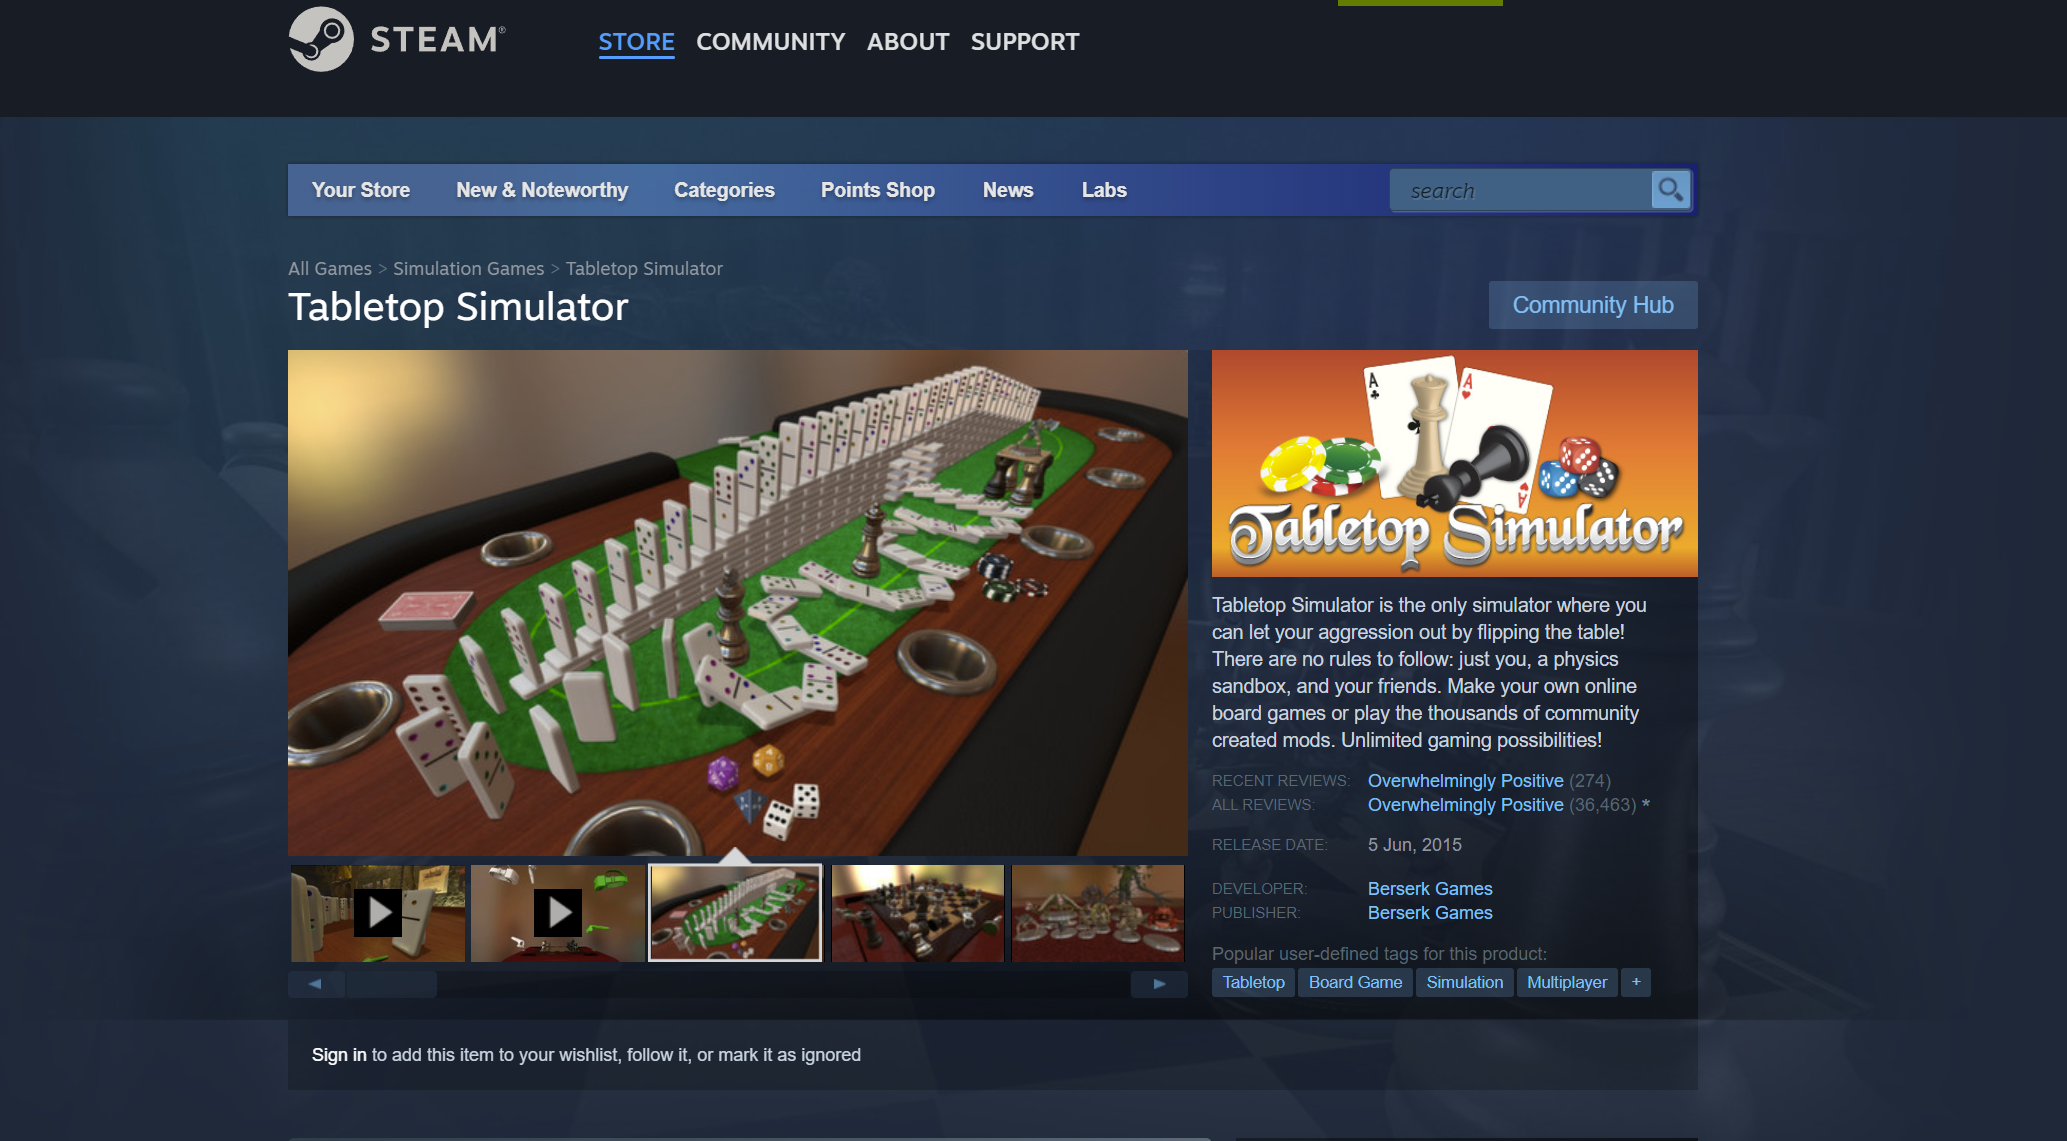 STEAM®
STORE COMMUNITY ABOUT SUPPORT
Your Store New & Noteworthy Categories Points Shop News Labs search
All Games > Simulation Games > Tabletop Simulator
Tabletop Simulator
Community Hub
A
A
A
Tabletop Simulator
Tabletop Simulator is the only simulator where you
can let your aggression out by flipping the table!
There are no rules to follow: just you, a physics
sandbox, and your friends. Make your own online
board games or play the thousands of community
created mods. Unlimited gaming possibilities!
RECENT REVIEWS: Overwhelmingly Positive (274)
ALL REVIEWS: Overwhelmingly Positive (36,463) *
RELEASE DATE: 5 Jun, 2015
DEVELOPER: Berserk Games
PUBLISHER: Berserk Games
Popular user-defined tags for this product:
Tabletop Board Game Simulation Multiplayer +
Sign in to add this item to your wishlist, follow it, or mark it as ignored